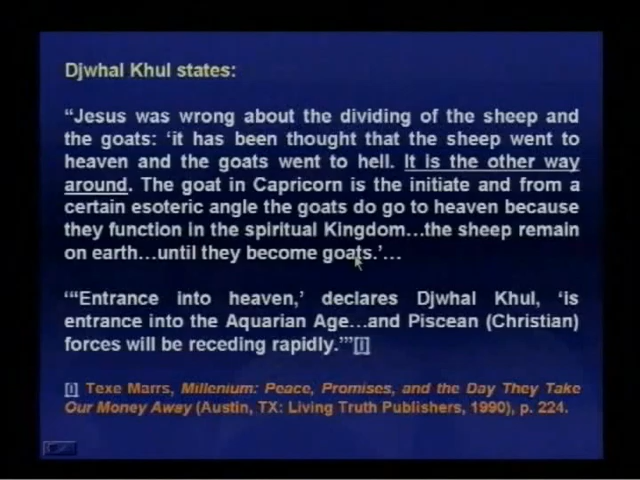 Djwhal Khul states:
“Jesus was wrong about the dividing of the sheep and
the goats: ‘it has been thought that the sheep went to
heaven and the goats went to hell. It is the other way
around. The goat in Capricorn is the initiate and from a
certain esoteric angle the goats do go to heaven because
they function in the spiritual Kingdom…the sheep remain
on earth…until they become goats.’…
“‘Entrance into heaven,’ declares Djwhal Khul, ‘is
entrance into the Aquarian Age…and Piscean (Christian)
forces will be receding rapidly.’”[i]
[i] Texe Marrs, Millenium: Peace, Promises, and the Day They Take
Our Money Away (Austin, TX: Living Truth Publishers, 1990), p. 224.